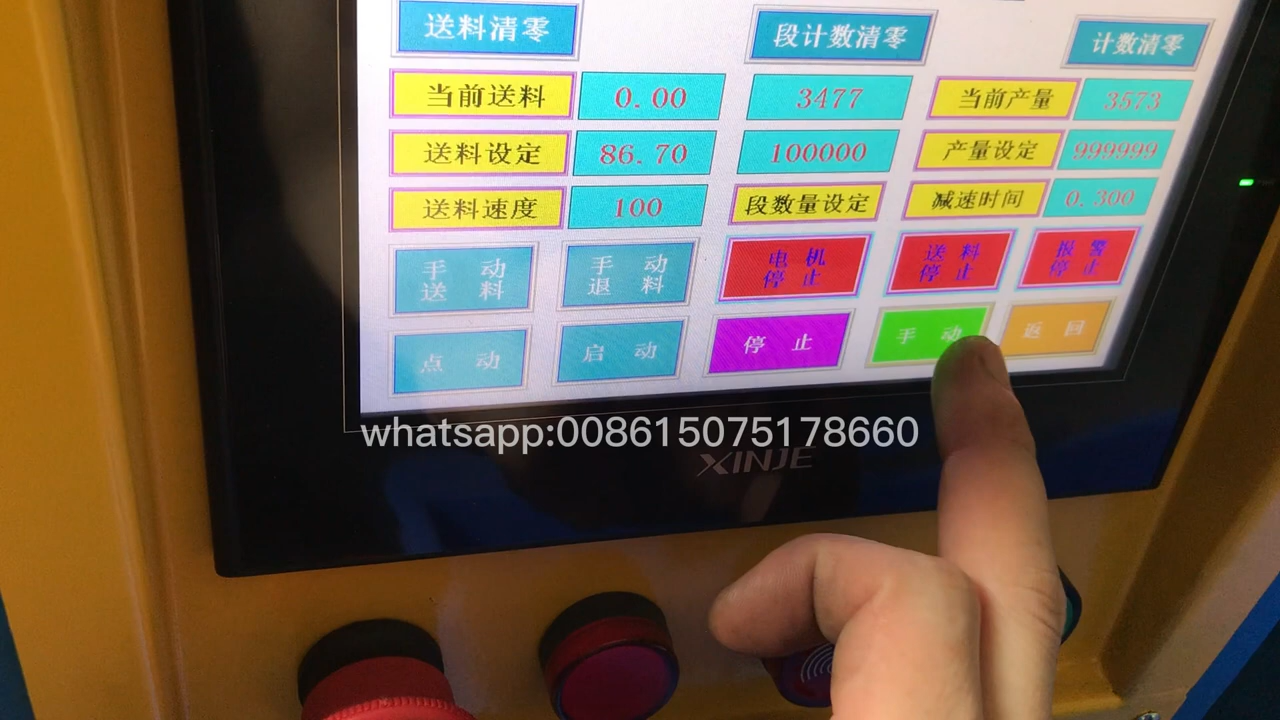 送料清零 段计数清零 计数清零
当前送料 0.00 3477 当前产量 3573
送料设定 86.70 100000 产量设定 999999
送料速度 100 段数量设定 减速时间 0.300
手动 手动 电机 送料 报警
送料 退料 停止 停止 停止
点动 启动 停止 手动 返回
whatsapp:008615075178660
XINJE